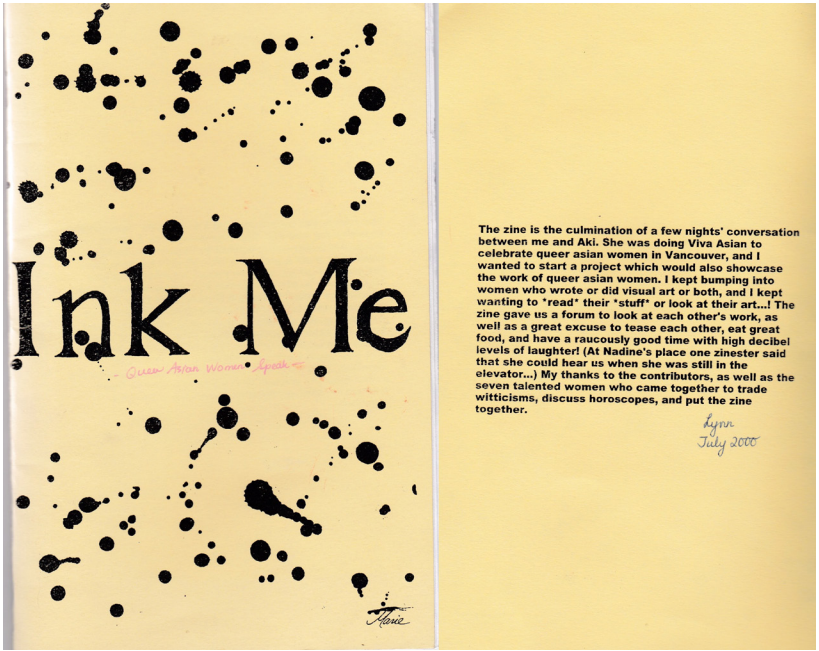 Ink Me
- Queer Asian Women Speak -
Marie
The zine is the culmination of a few nights' conversation
between me and Aki. She was doing Viva Asian to
celebrate queer asian women in Vancouver, and I
wanted to start a project which would also showcase
the work of queer asian women. I kept bumping into
women who wrote or did visual art or both, and I kept
wanting to *read* their *stuff* or look at their art...! The
zine gave us a forum to look at each other's work, as
well as a great excuse to tease each other, eat great
food, and have a raucously good time with high decibel
levels of laughter! (At Nadine's place one zinester said
that she could hear us when she was still in the
elevator...) My thanks to the contributors, as well as the
seven talented women who came together to trade
witticisms, discuss horoscopes, and put the zine
together.
Lynn
July 2000